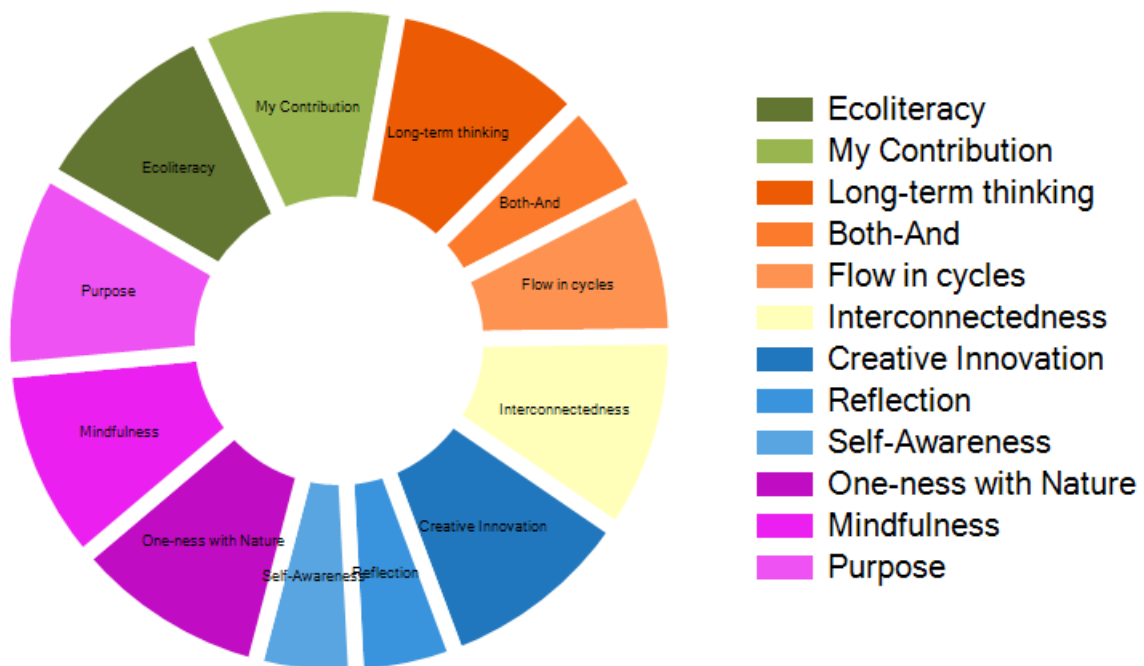 My Contribution
Long-term thinking
Ecoliteracy
Both-And
Purpose
Flow in cycles
Interconnectedness
Mindfulness
Creative Innovation
One-ness with Nature
Self-Awareness
Reflection
Ecoliteracy
My Contribution
Long-term thinking
Both-And
Flow in cycles
Interconnectedness
Creative Innovation
Reflection
Self-Awareness
One-ness with Nature
Mindfulness
Purpose